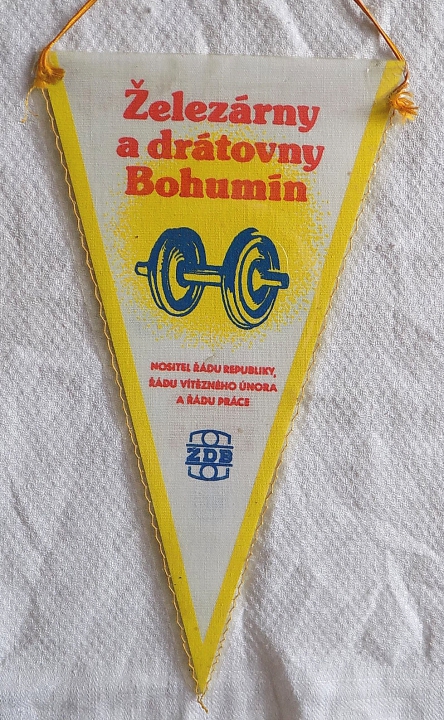 Železárny
a drátovny
Bohumín
NOSITEL ŘÁDU REPUBLIKY,
ŘÁDU VÍTĚZNÉHO ÚNORA
A ŘÁDU PRÁCE
ŽDB